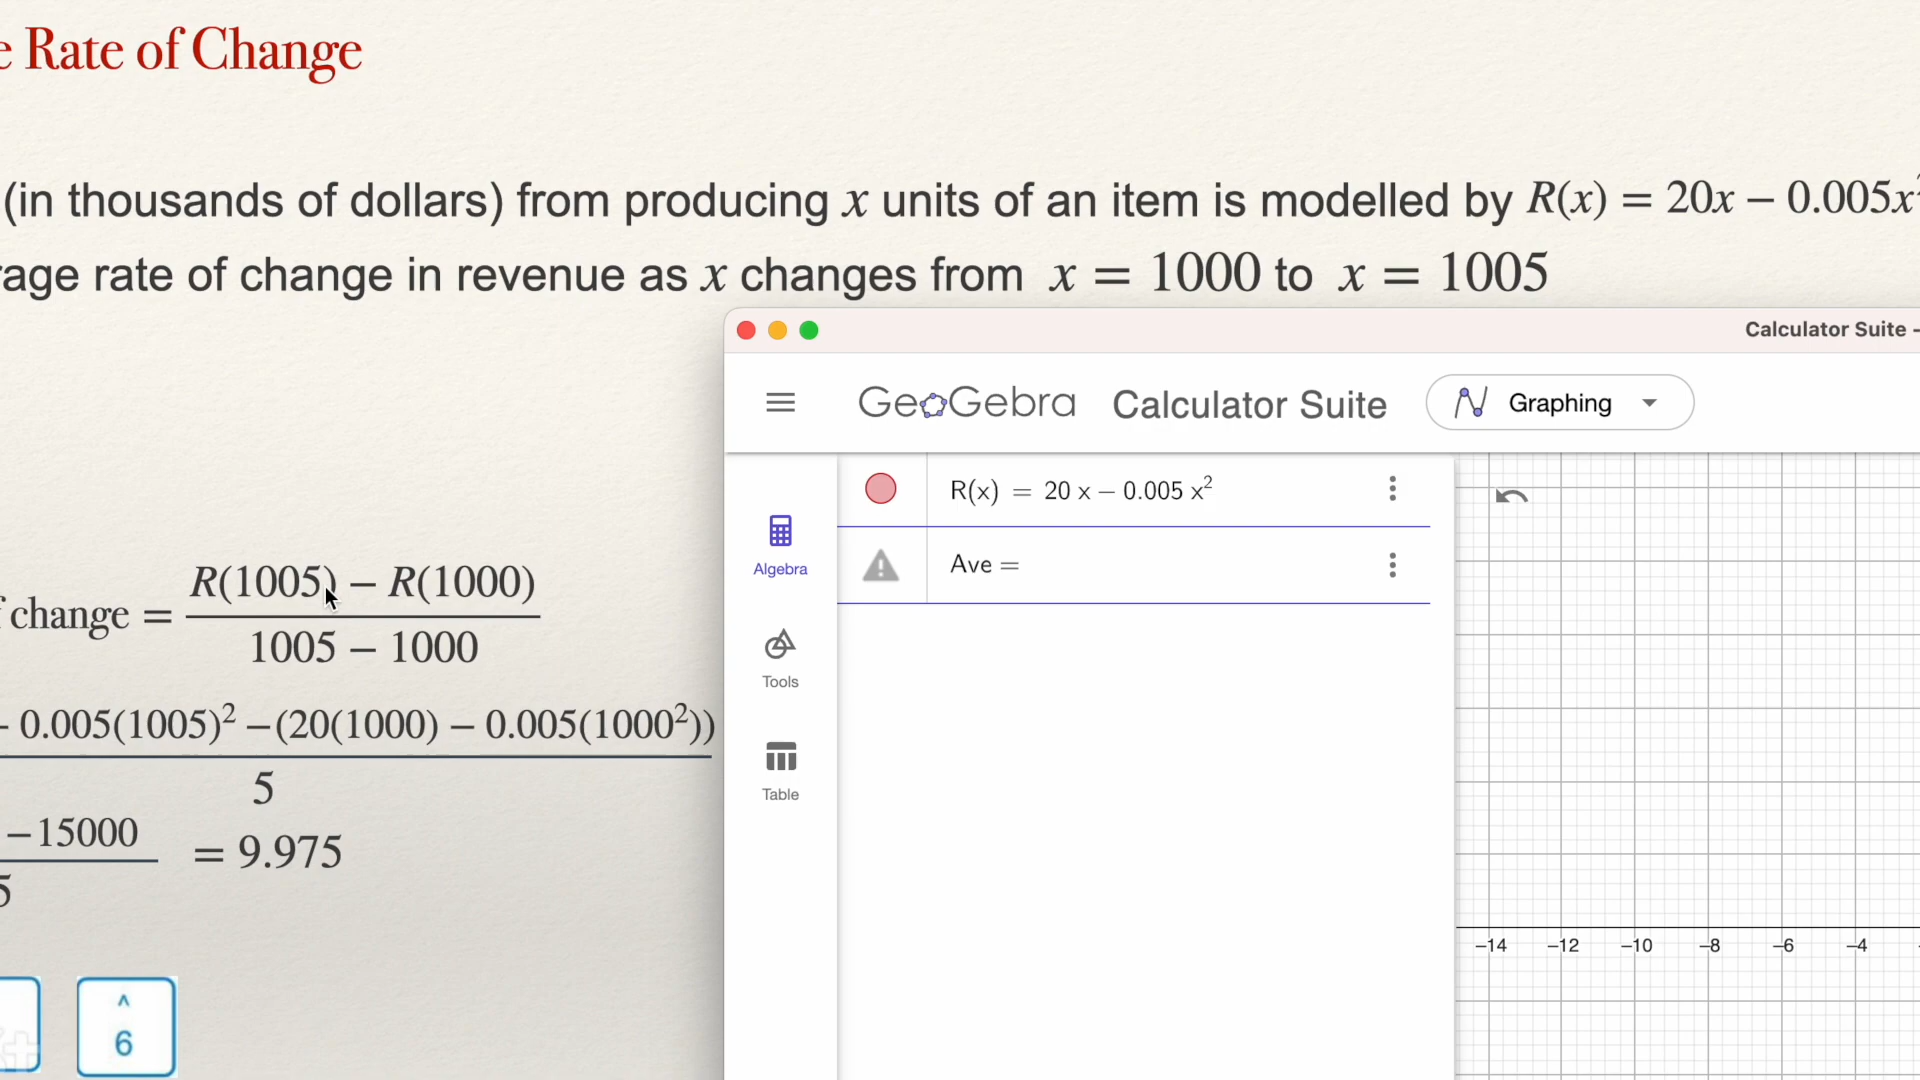 e Rate of Change
(in thousands of dollars) from producing x units of an item is modelled by R(x) = 20x − 0.005x²
rage rate of change in revenue as x changes from x = 1000 to x = 1005
Calculator Suite -
GeoGebra Calculator Suite Graphing
R(x) = 20 x − 0.005 x²
Ave =
Algebra
Tools
Table
f change = R(1005) − R(1000)
1005 − 1000
- 0.005(1005)² −(20(1000) − 0.005(1000²))
5
−15000 = 9.975
5
^
6
−14 −12 −10 −8 −6 −4